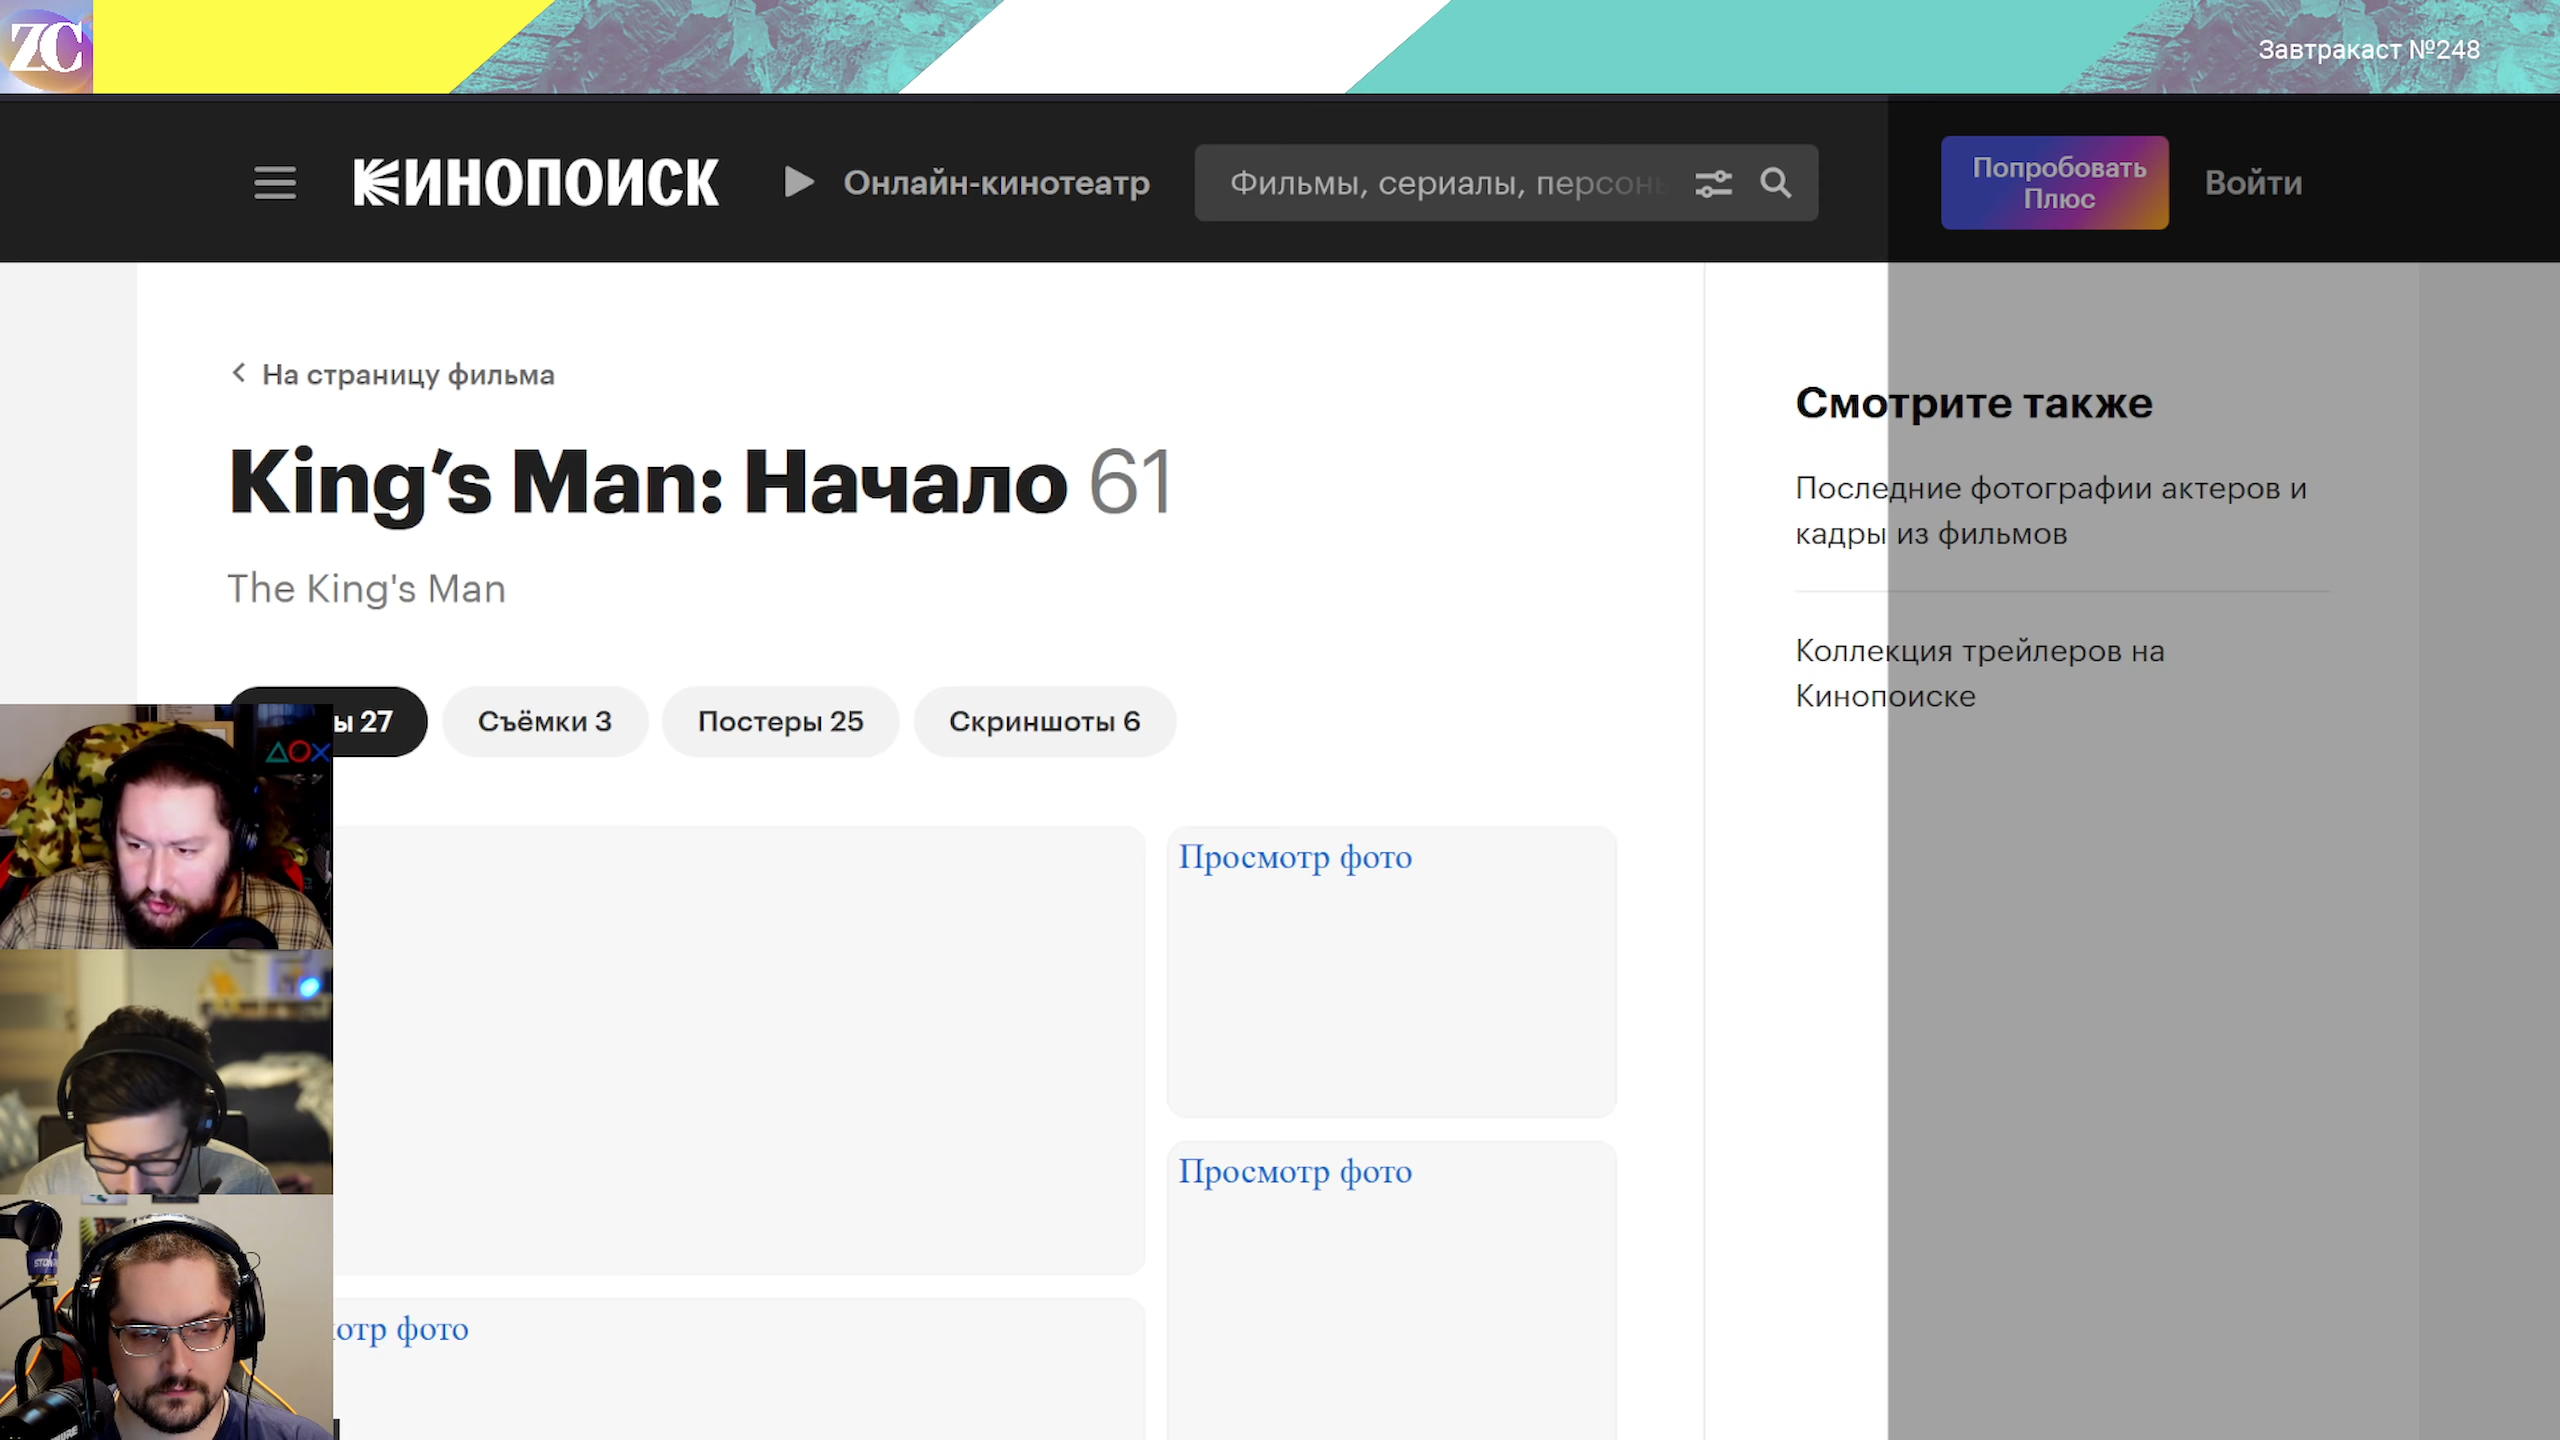 ZC
Завтракаст №248
КИНОПОИСК
Онлайн-кинотеатр
Фильмы, сериалы,
Попробовать
Плюс
Войти
На страницу фильма
King’s Man: Начало 61
The King's Man
27
Съёмки 3
Постеры 25
Скриншоты 6
Смотрите также
Последние фотографии актеров и
кадры из фильмов
Коллекция трейлеров на
Кинопоиске
Просмотр фото
Просмотр фото
фото